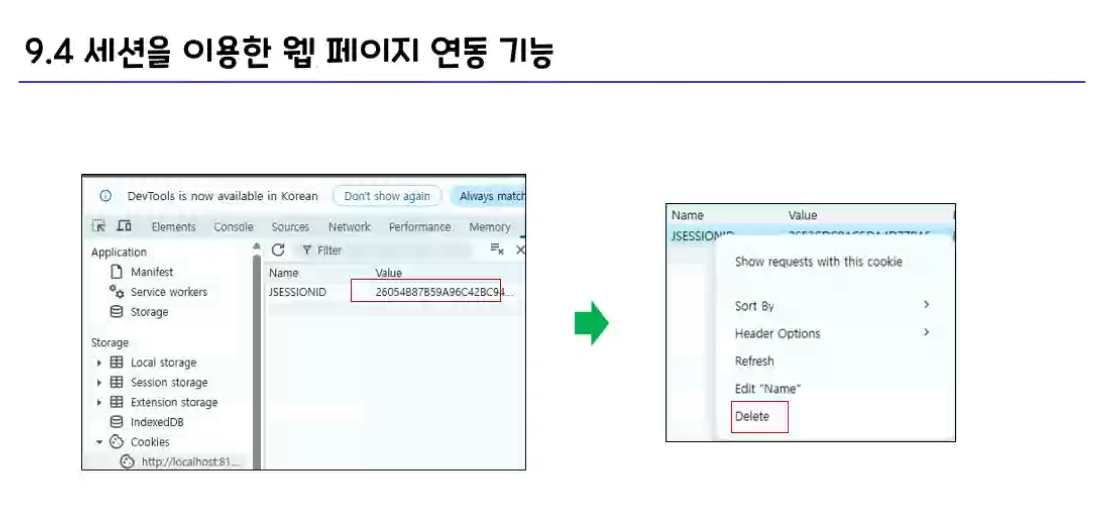 9.4 세션을 이용한 웹 페이지 연동 기능
DevTools is now available in Korean
Don't show again
Always match
Elements
Console
Sources
Network
Performance
Memory
Application
Manifest
Service workers
Storage
Filter
Name
Value
JSESSIONID
26054B87B59A96C42BC94...
Storage
Local storage
Session storage
Extension storage
IndexedDB
Cookies
http://localhost:81...
Name
Value
JSESSIONID
Show requests with this cookie
Sort By
Header Options
Refresh
Edit "Name"
Delete